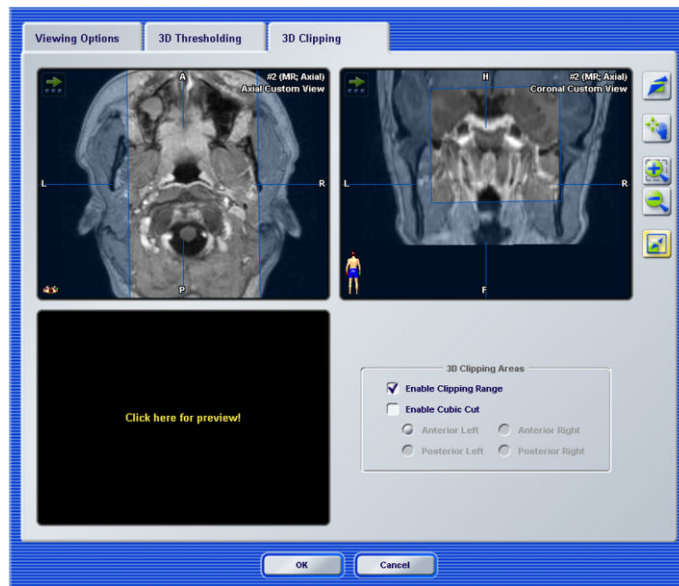 Viewing Options
3D Thresholding
3D Clipping
A
#2 (MR; Axial)
Axial Custom View
L
R
P
H
#2 (MR; Axial)
Coronal Custom View
L
R
F
Click here for preview!
3D Clipping Areas
Enable Clipping Range
Enable Cubic Cut
Anterior Left
Anterior Right
Posterior Left
Posterior Right
OK
Cancel